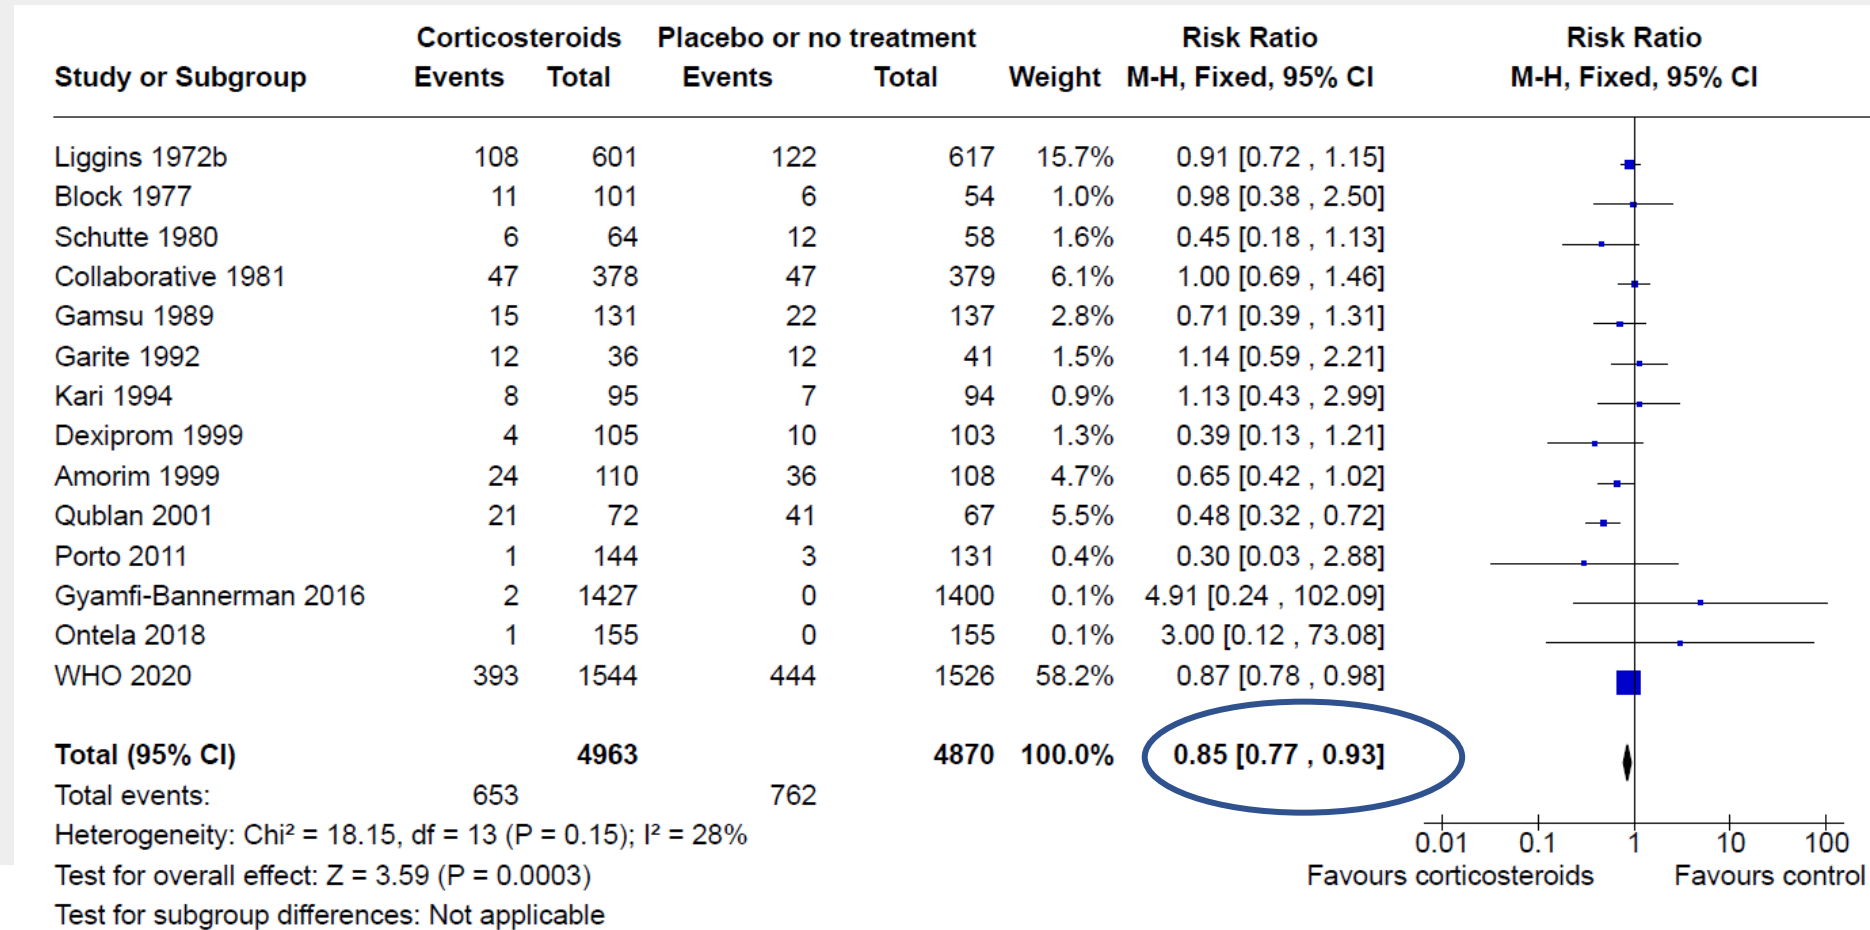 Corticosteroids Placebo or no treatment Risk Ratio Risk Ratio
Study or Subgroup Events Total Events Total Weight M-H, Fixed, 95% CI M-H, Fixed, 95% CI
Liggins 1972b 108 601 122 617 15.7% 0.91 [0.72 , 1.15]
Block 1977 11 101 6 54 1.0% 0.98 [0.38 , 2.50]
Schutte 1980 6 64 12 58 1.6% 0.45 [0.18 , 1.13]
Collaborative 1981 47 378 47 379 6.1% 1.00 [0.69 , 1.46]
Gamsu 1989 15 131 22 137 2.8% 0.71 [0.39 , 1.31]
Garite 1992 12 36 12 41 1.5% 1.14 [0.59 , 2.21]
Kari 1994 8 95 7 94 0.9% 1.13 [0.43 , 2.99]
Dexiprom 1999 4 105 10 103 1.3% 0.39 [0.13 , 1.21]
Amorim 1999 24 110 36 108 4.7% 0.65 [0.42 , 1.02]
Qublan 2001 21 72 41 67 5.5% 0.48 [0.32 , 0.72]
Porto 2011 1 144 3 131 0.4% 0.30 [0.03 , 2.88]
Gyamfi-Bannerman 2016 2 1427 0 1400 0.1% 4.91 [0.24 , 102.09]
Ontela 2018 1 155 0 155 0.1% 3.00 [0.12 , 73.08]
WHO 2020 393 1544 444 1526 58.2% 0.87 [0.78 , 0.98]
Total (95% CI) 4963 4870 100.0% 0.85 [0.77 , 0.93]
Total events: 653 762
Heterogeneity: Chi² = 18.15, df = 13 (P = 0.15); I² = 28%
0.01 0.1 1 10 100
Test for overall effect: Z = 3.59 (P = 0.0003) Favours corticosteroids Favours control
Test for subgroup differences: Not applicable